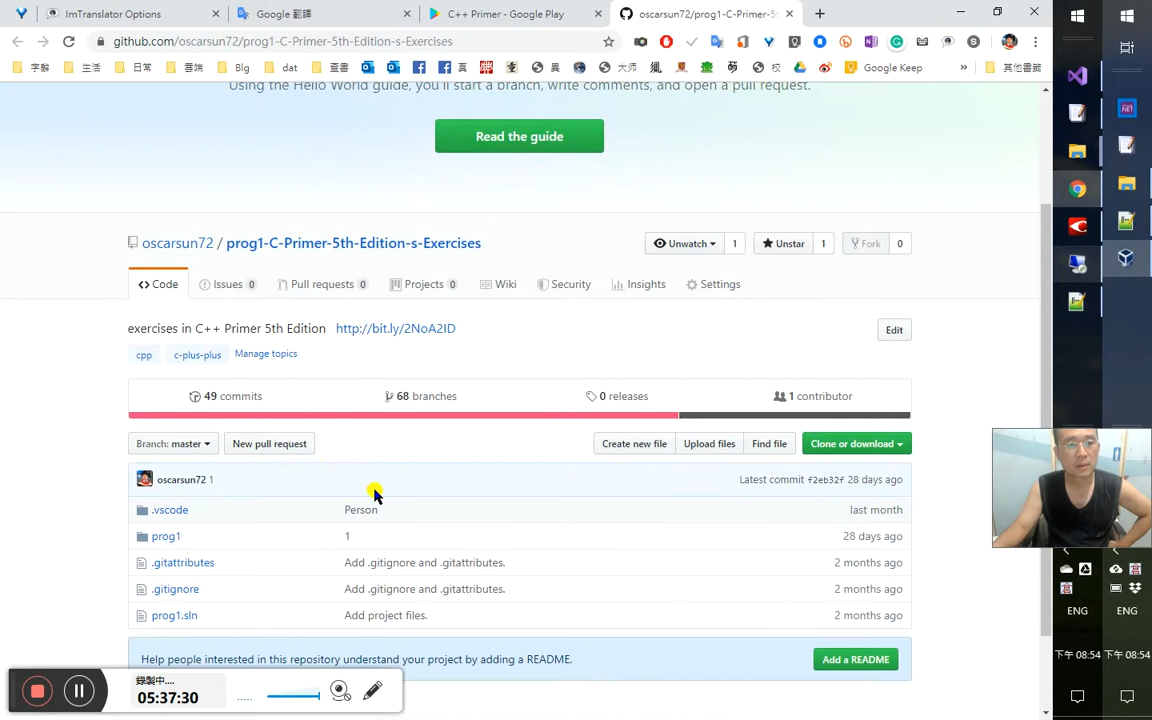 ImTranslator Options
Google 翻譯
C++ Primer - Google Play
oscarsun72/prog1-C-Primer-5
github.com/oscarsun72/prog1-C-Primer-5th-Edition-s-Exercises
字辭
生活
日常
雲端
Blg
dat
查書
真
異
大师
校
Google Keep
其他書籤
Using the Hello World guide, you'll start a branch, write comments, and open a pull request.
Read the guide
oscarsun72 / prog1-C-Primer-5th-Edition-s-Exercises
Unwatch 1
Unstar 1
Fork 0
Code
Issues 0
Pull requests 0
Projects 0
Wiki
Security
Insights
Settings
exercises in C++ Primer 5th Edition http://bit.ly/2NoA2ID
Edit
cpp
c-plus-plus
Manage topics
49 commits
68 branches
0 releases
1 contributor
Branch: master
New pull request
Create new file
Upload files
Find file
Clone or download
oscarsun72 1
Latest commit f2eb32f 28 days ago
.vscode Person last month
prog1 1 28 days ago
.gitattributes Add .gitignore and .gitattributes. 2 months ago
.gitignore Add .gitignore and .gitattributes. 2 months ago
prog1.sln Add project files. 2 months ago
Help people interested in this repository understand your project by adding a README.
Add a README
錄製中....
05:37:30
ENG
ENG
下午 08:54
下午 08:54